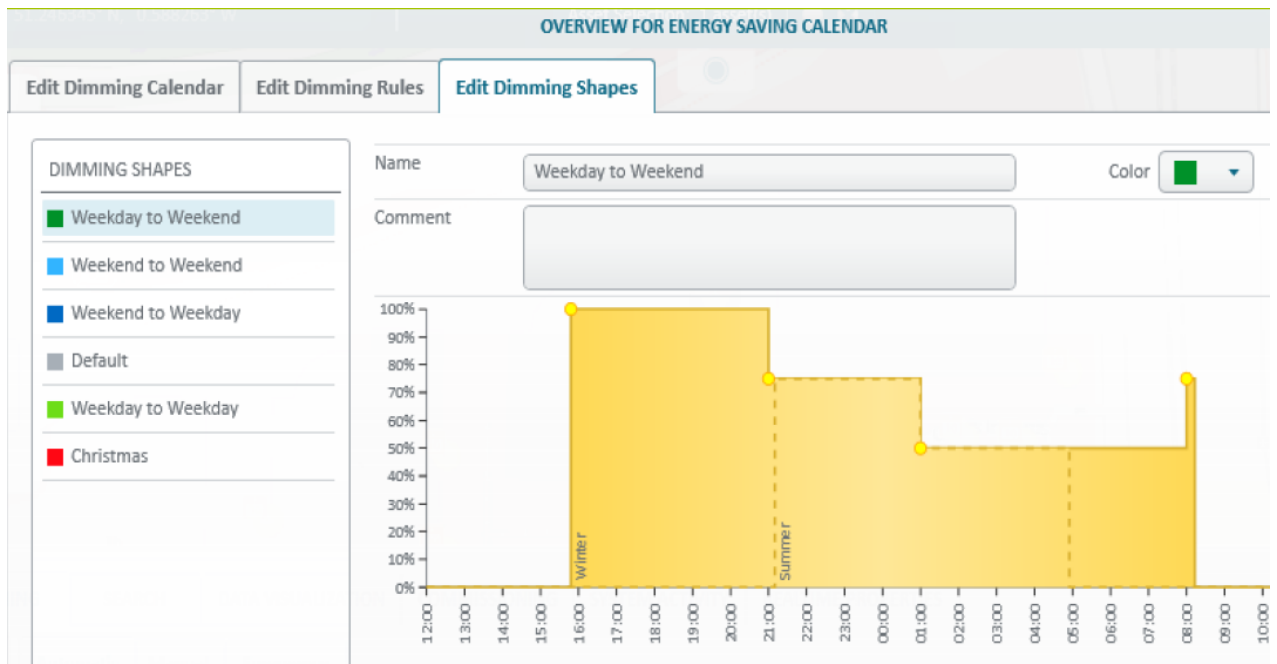 OVERVIEW FOR ENERGY SAVING CALENDAR
Edit Dimming Calendar
Edit Dimming Rules
Edit Dimming Shapes
DIMMING SHAPES
Weekday to Weekend
Weekend to Weekend
Weekend to Weekday
Default
Weekday to Weekday
Christmas
Name
Weekday to Weekend
Color
Comment
100%
90%
80%
70%
60%
50%
40%
30%
20%
10%
0%
Winter
Summer
12:00
13:00
14:00
15:00
16:00
17:00
18:00
19:00
20:00
21:00
22:00
23:00
00:00
01:00
02:00
03:00
04:00
05:00
06:00
07:00
08:00
09:00
10:00